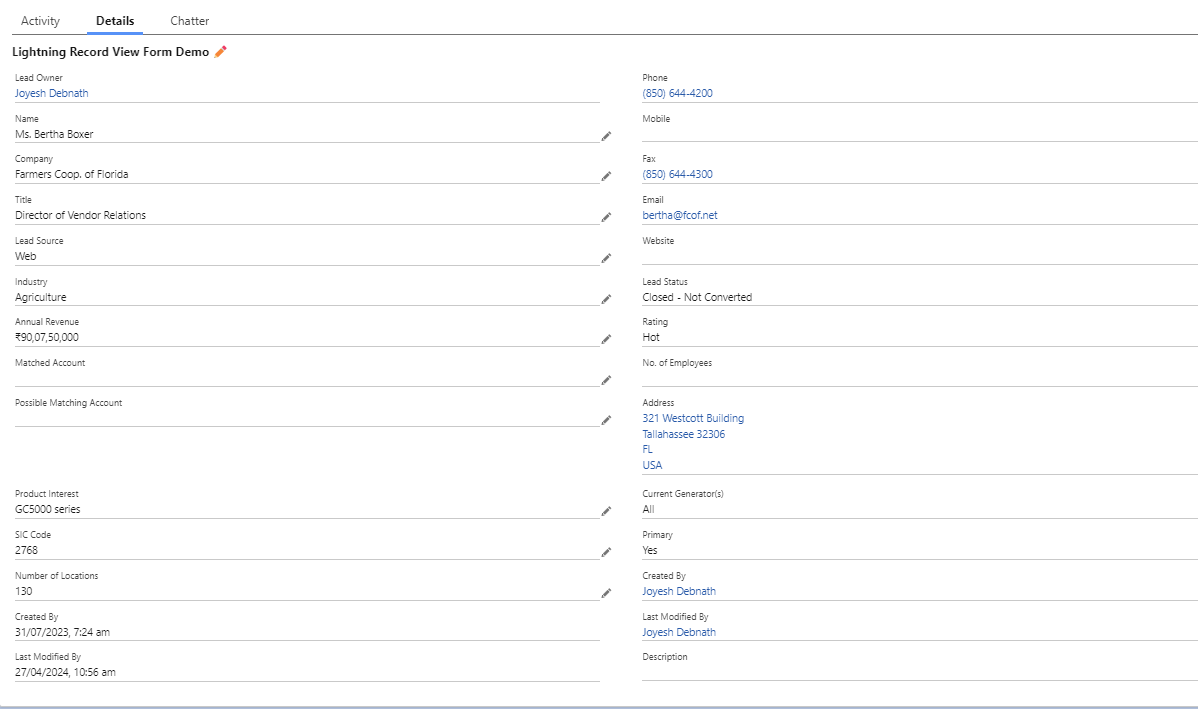 Activity
Details
Chatter
Lightning Record View Form Demo
Lead Owner
Joyesh Debnath
Phone
(850) 644-4200
Name
Ms. Bertha Boxer
Mobile
Company
Farmers Coop. of Florida
Fax
(850) 644-4300
Title
Director of Vendor Relations
Email
bertha@fcof.net
Lead Source
Web
Website
Industry
Agriculture
Lead Status
Closed - Not Converted
Annual Revenue
₹90,07,50,000
Rating
Hot
Matched Account
No. of Employees
Possible Matching Account
Address
321 Westcott Building
Tallahassee 32306
FL
USA
Product Interest
GC5000 series
Current Generator(s)
All
SIC Code
2768
Primary
Yes
Number of Locations
130
Created By
Joyesh Debnath
Created By
31/07/2023, 7:24 am
Last Modified By
Joyesh Debnath
Last Modified By
27/04/2024, 10:56 am
Description